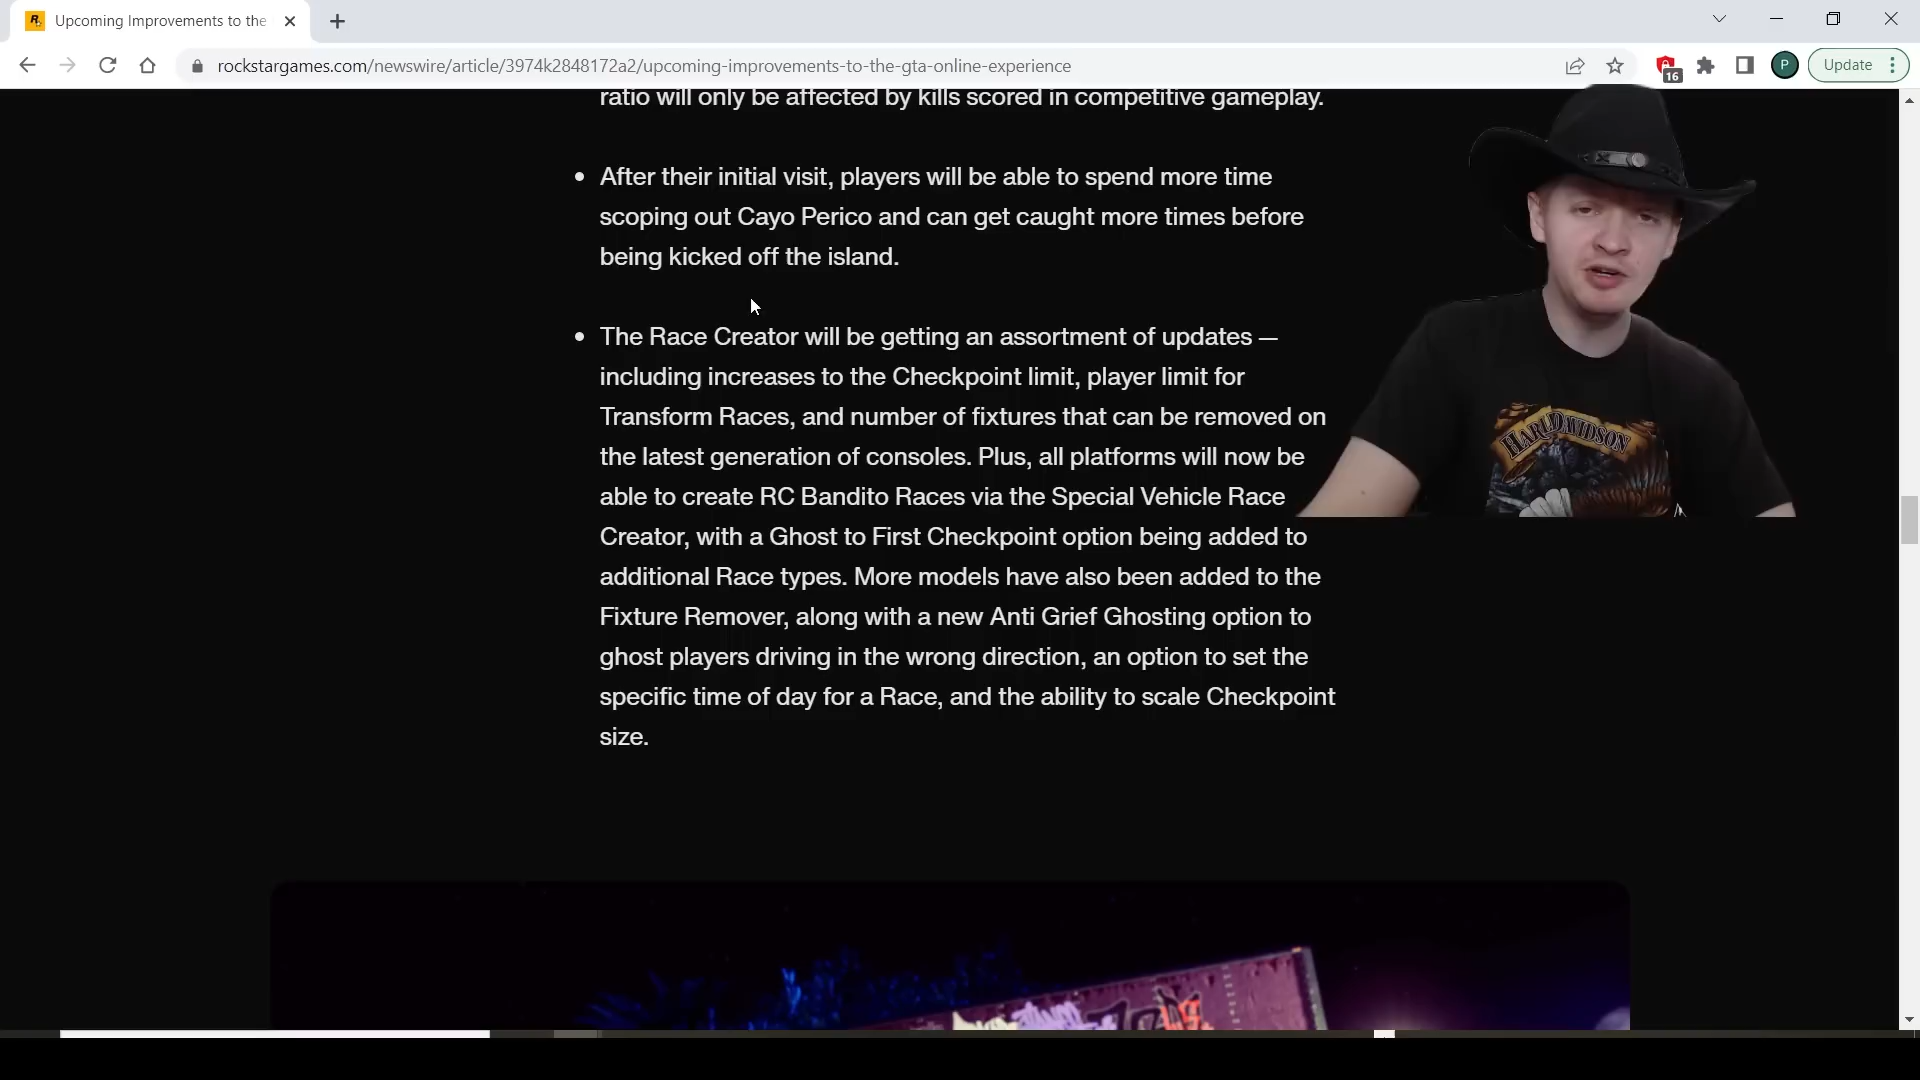 Upcoming Improvements to the
rockstargames.com/newswire/article/3974k2848172a2/upcoming-improvements-to-the-gta-online-experience
16
P
Update
ratio will only be affected by kills scored in competitive gameplay.
After their initial visit, players will be able to spend more time
scoping out Cayo Perico and can get caught more times before
being kicked off the island.
The Race Creator will be getting an assortment of updates —
including increases to the Checkpoint limit, player limit for
Transform Races, and number of fixtures that can be removed on
the latest generation of consoles. Plus, all platforms will now be
able to create RC Bandito Races via the Special Vehicle Race
Creator, with a Ghost to First Checkpoint option being added to
additional Race types. More models have also been added to the
Fixture Remover, along with a new Anti Grief Ghosting option to
ghost players driving in the wrong direction, an option to set the
specific time of day for a Race, and the ability to scale Checkpoint
size.